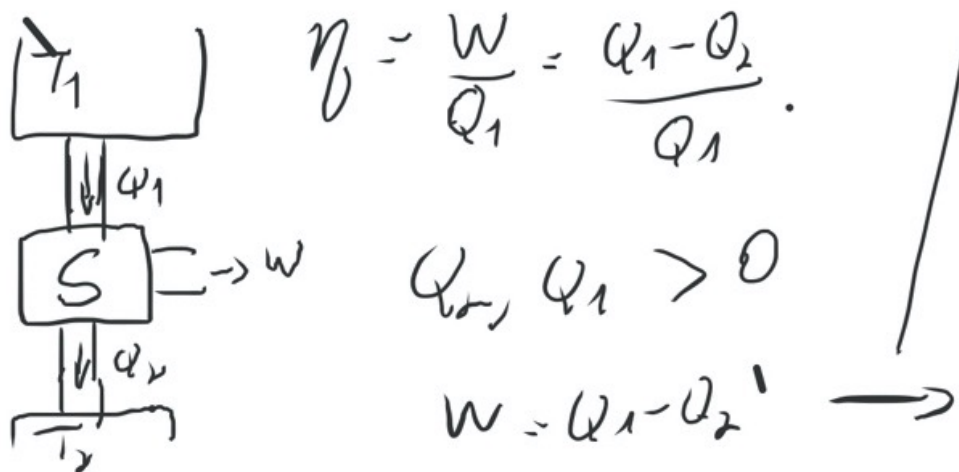 T₁
η = W/Q₁ = (Q₁-Q₂)/Q₁.
Q₁
S → W
Q₂, Q₁ > 0
Q₂
W = Q₁-Q₂' →
T₂